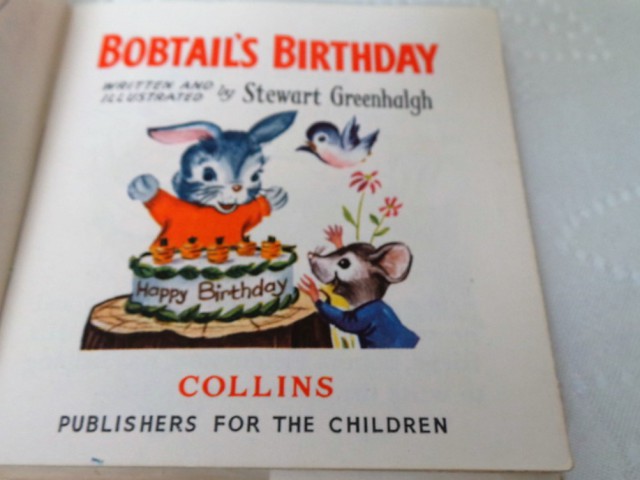 BOBTAIL'S BIRTHDAY
WRITTEN AND
ILLUSTRATED by Stewart Greenhalgh
Happy Birthday
COLLINS
PUBLISHERS FOR THE CHILDREN